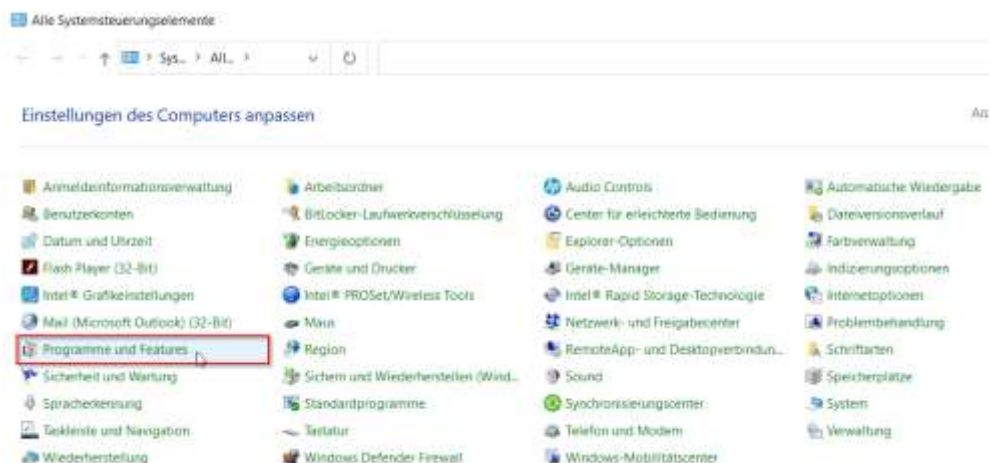 Alle Systemsteuerungselemente
Sys... All...
Einstellungen des Computers anpassen
Anmeldeinformationsverwaltung Arbeitsordner Audio Controls Automatische Wiedergabe
Benutzerkonten BitLocker-Laufwerkverschlüsselung Center für erleichterte Bedienung Dateiversionsverlauf
Datum und Uhrzeit Energieoptionen Explorer-Optionen Farbverwaltung
Flash Player (32-Bit) Geräte und Drucker Geräte-Manager Indizierungsoptionen
Intel® Grafikeinstellungen Intel® PROSet/Wireless Tools Intel® Rapid Storage-Technologie Internetoptionen
Mail (Microsoft Outlook) (32-Bit) Maus Netzwerk- und Freigabecenter Problembehandlung
Programme und Features Region RemoteApp- und Desktopverbindun... Schriftarten
Sicherheit und Wartung Sichern und Wiederherstellen (Wind... Sound Speicherplätze
Spracherkennung Standardprogramme Synchronisierungscenter System
Taskleiste und Navigation Tastatur Telefon und Modem Verwaltung
Wiederherstellung Windows Defender Firewall Windows-Mobilitätscenter